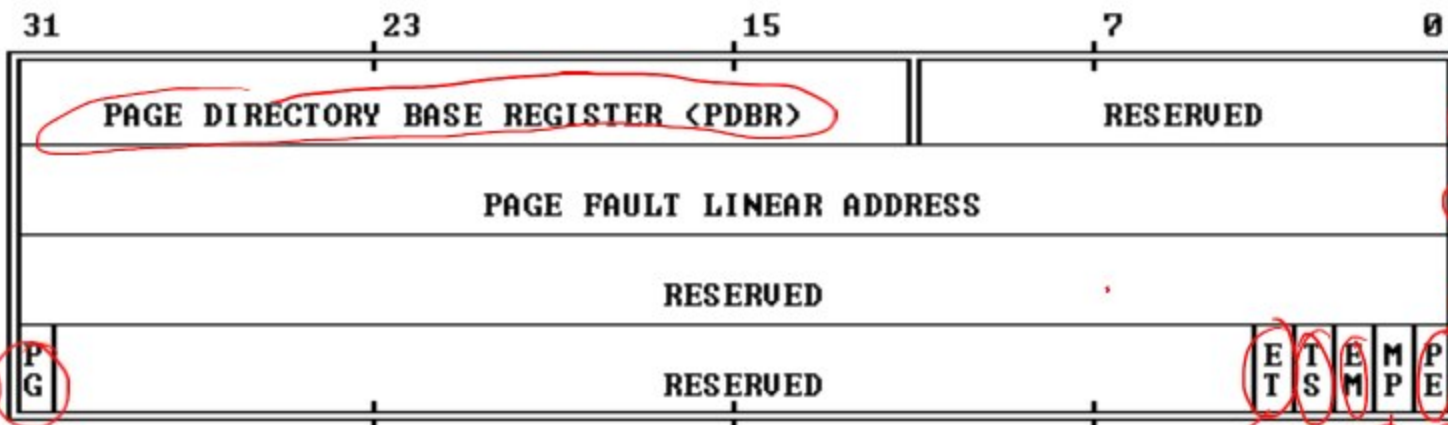 31 23 15 7 0
PAGE DIRECTORY BASE REGISTER (PDBR) RESERVED
PAGE FAULT LINEAR ADDRESS
RESERVED
P E T E M P
G RESERVED T S M P E